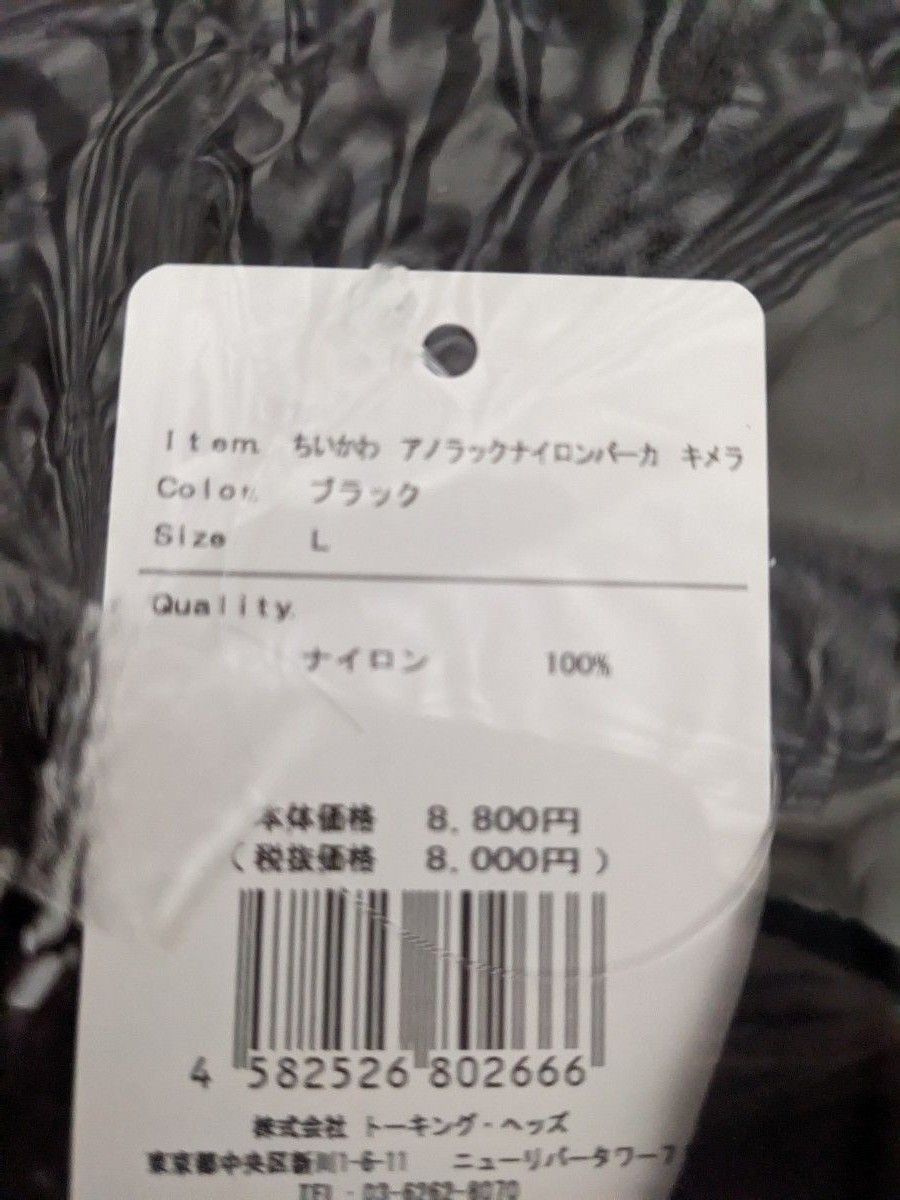 Item ちいかわ アノラックナイロンパーカ キメラ
Color ブラック
Size L
Quality
ナイロン 100%
本体価格 8,800円
(税抜価格 8,000円)
4 582526 802666
株式会社 トーキング・ヘッズ
東京都中央区新川1-6-11 ニューリバータワー7
TEL・03-6262-8070